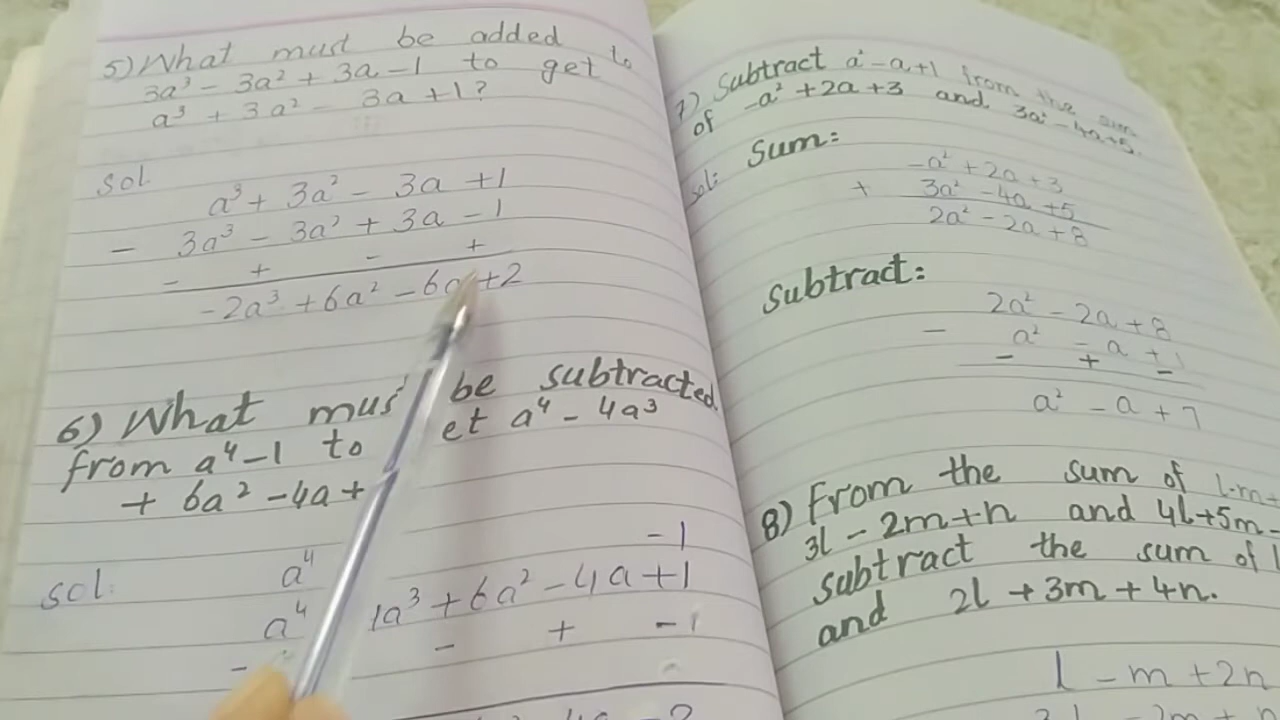 5) What must be added to
3a³ - 3a² + 3a - 1 to get
a³ + 3a² - 3a + 1?
sol
a³ + 3a² - 3a + 1
- 3a³ - 3a² + 3a - 1
- + - +
-2a³ + 6a² - 6a + 2
6) What must be subtracted
from a⁴ - 1 to et a⁴ - 4a³
+ 6a² - 4a +
sol:
a⁴ - 1
a⁴ a³ + 6a² - 4a + 1
- - + -
7) Subtract a² - a + 1 from the sum
of -a² + 2a + 3 and 3a² - 4a + 5.
sol: Sum:
-a² + 2a + 3
+ 3a² - 4a + 5
2a² - 2a + 8
Subtract:
2a² - 2a + 8
- a² - a + 1
- + -
a² - a + 7
8) From the sum of l - m +
3l - 2m + n and 4l + 5m -
subtract the sum of
and 2l + 3m + 4n.
l - m + 2n